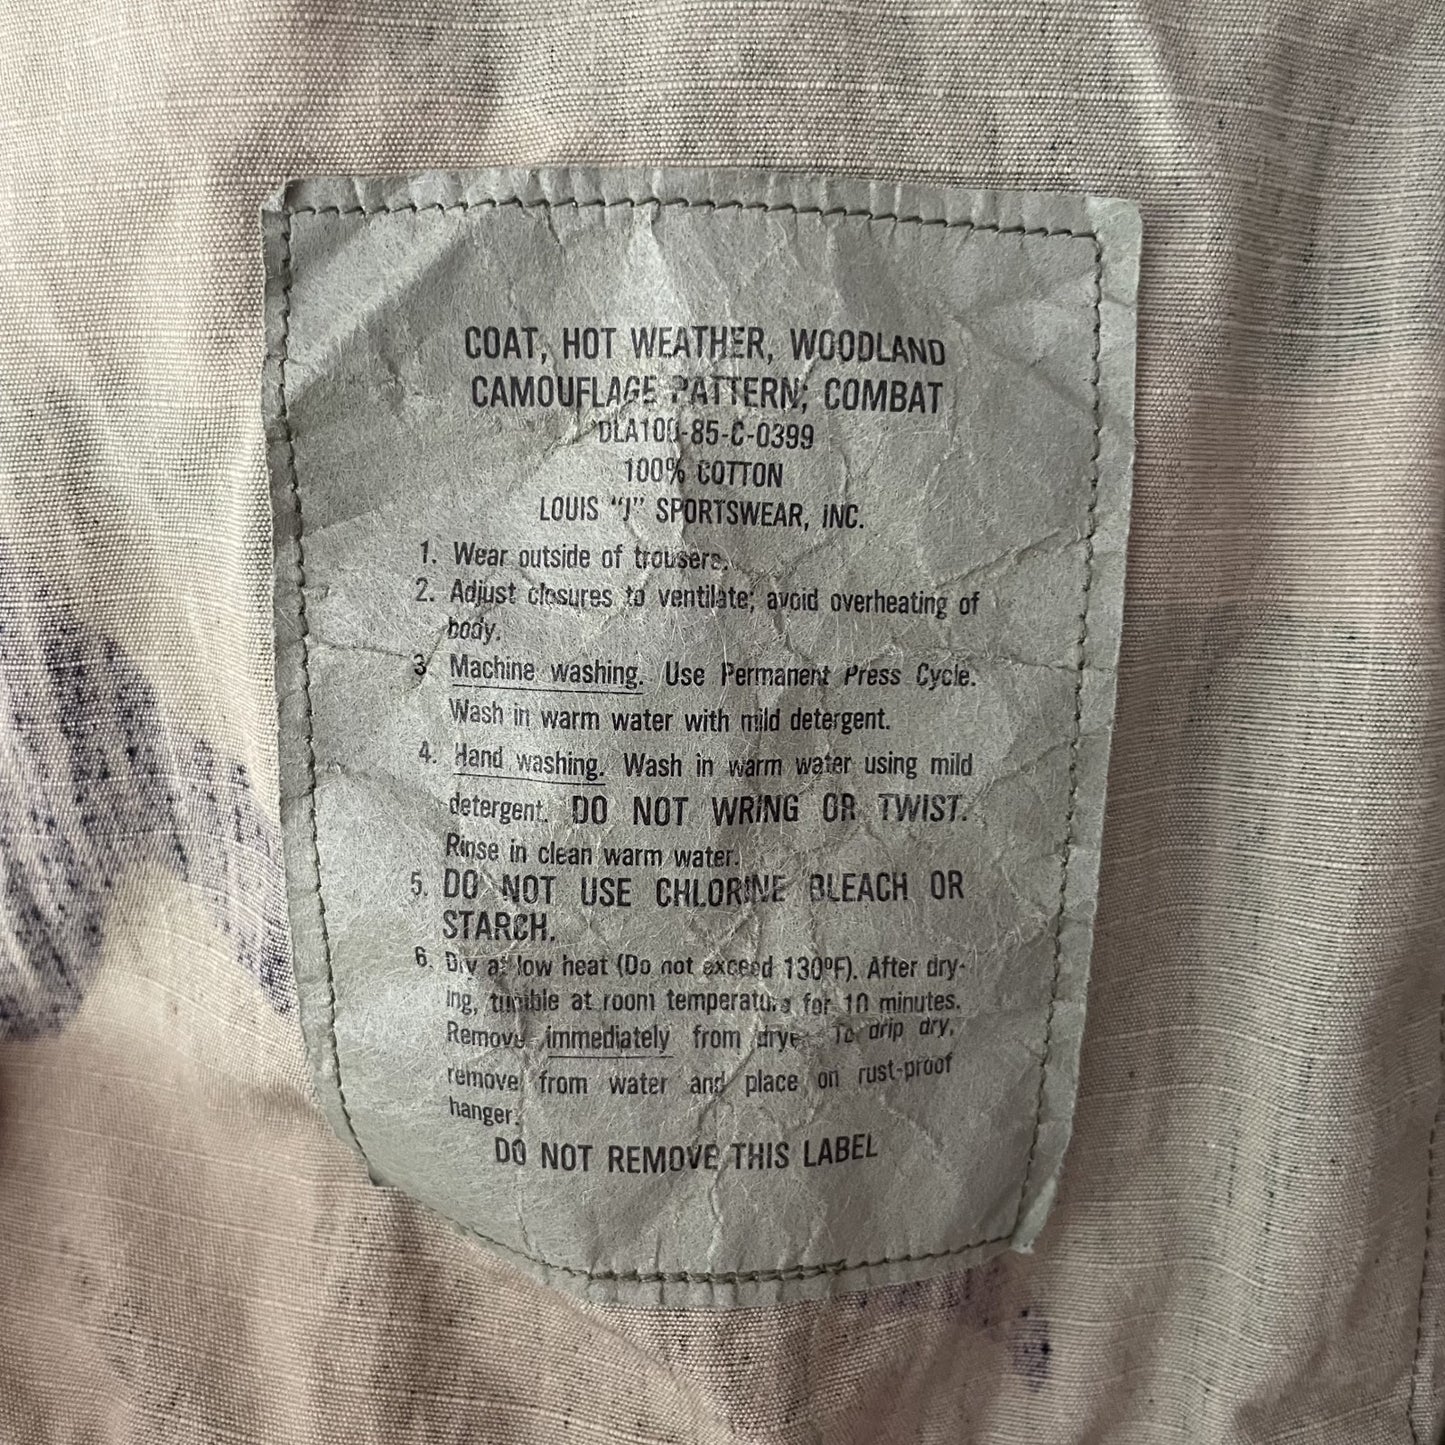 COAT, HOT WEATHER, WOODLAND
CAMOUFLAGE PATTERN; COMBAT
DLA100-85-C-0399
100% COTTON
LOUIS "J" SPORTSWEAR, INC.
1. Wear outside of trousers.
2. Adjust closures to ventilate; avoid overheating of
body.
3 Machine washing. Use Permanent Press Cycle.
Wash in warm water with mild detergent.
4. Hand washing. Wash in warm water using mild
detergent. DO NOT WRING OR TWIST.
Rinse in clean warm water.
5. DO NOT USE CHLORINE BLEACH OR
STARCH.
6. Dry at low heat (Do not exceed 130ºF). After dry-
ing, tumble at room temperature for 10 minutes.
Remove immediately from dryer. To drip dry,
remove from water and place on rust-proof
hanger.
DO NOT REMOVE THIS LABEL